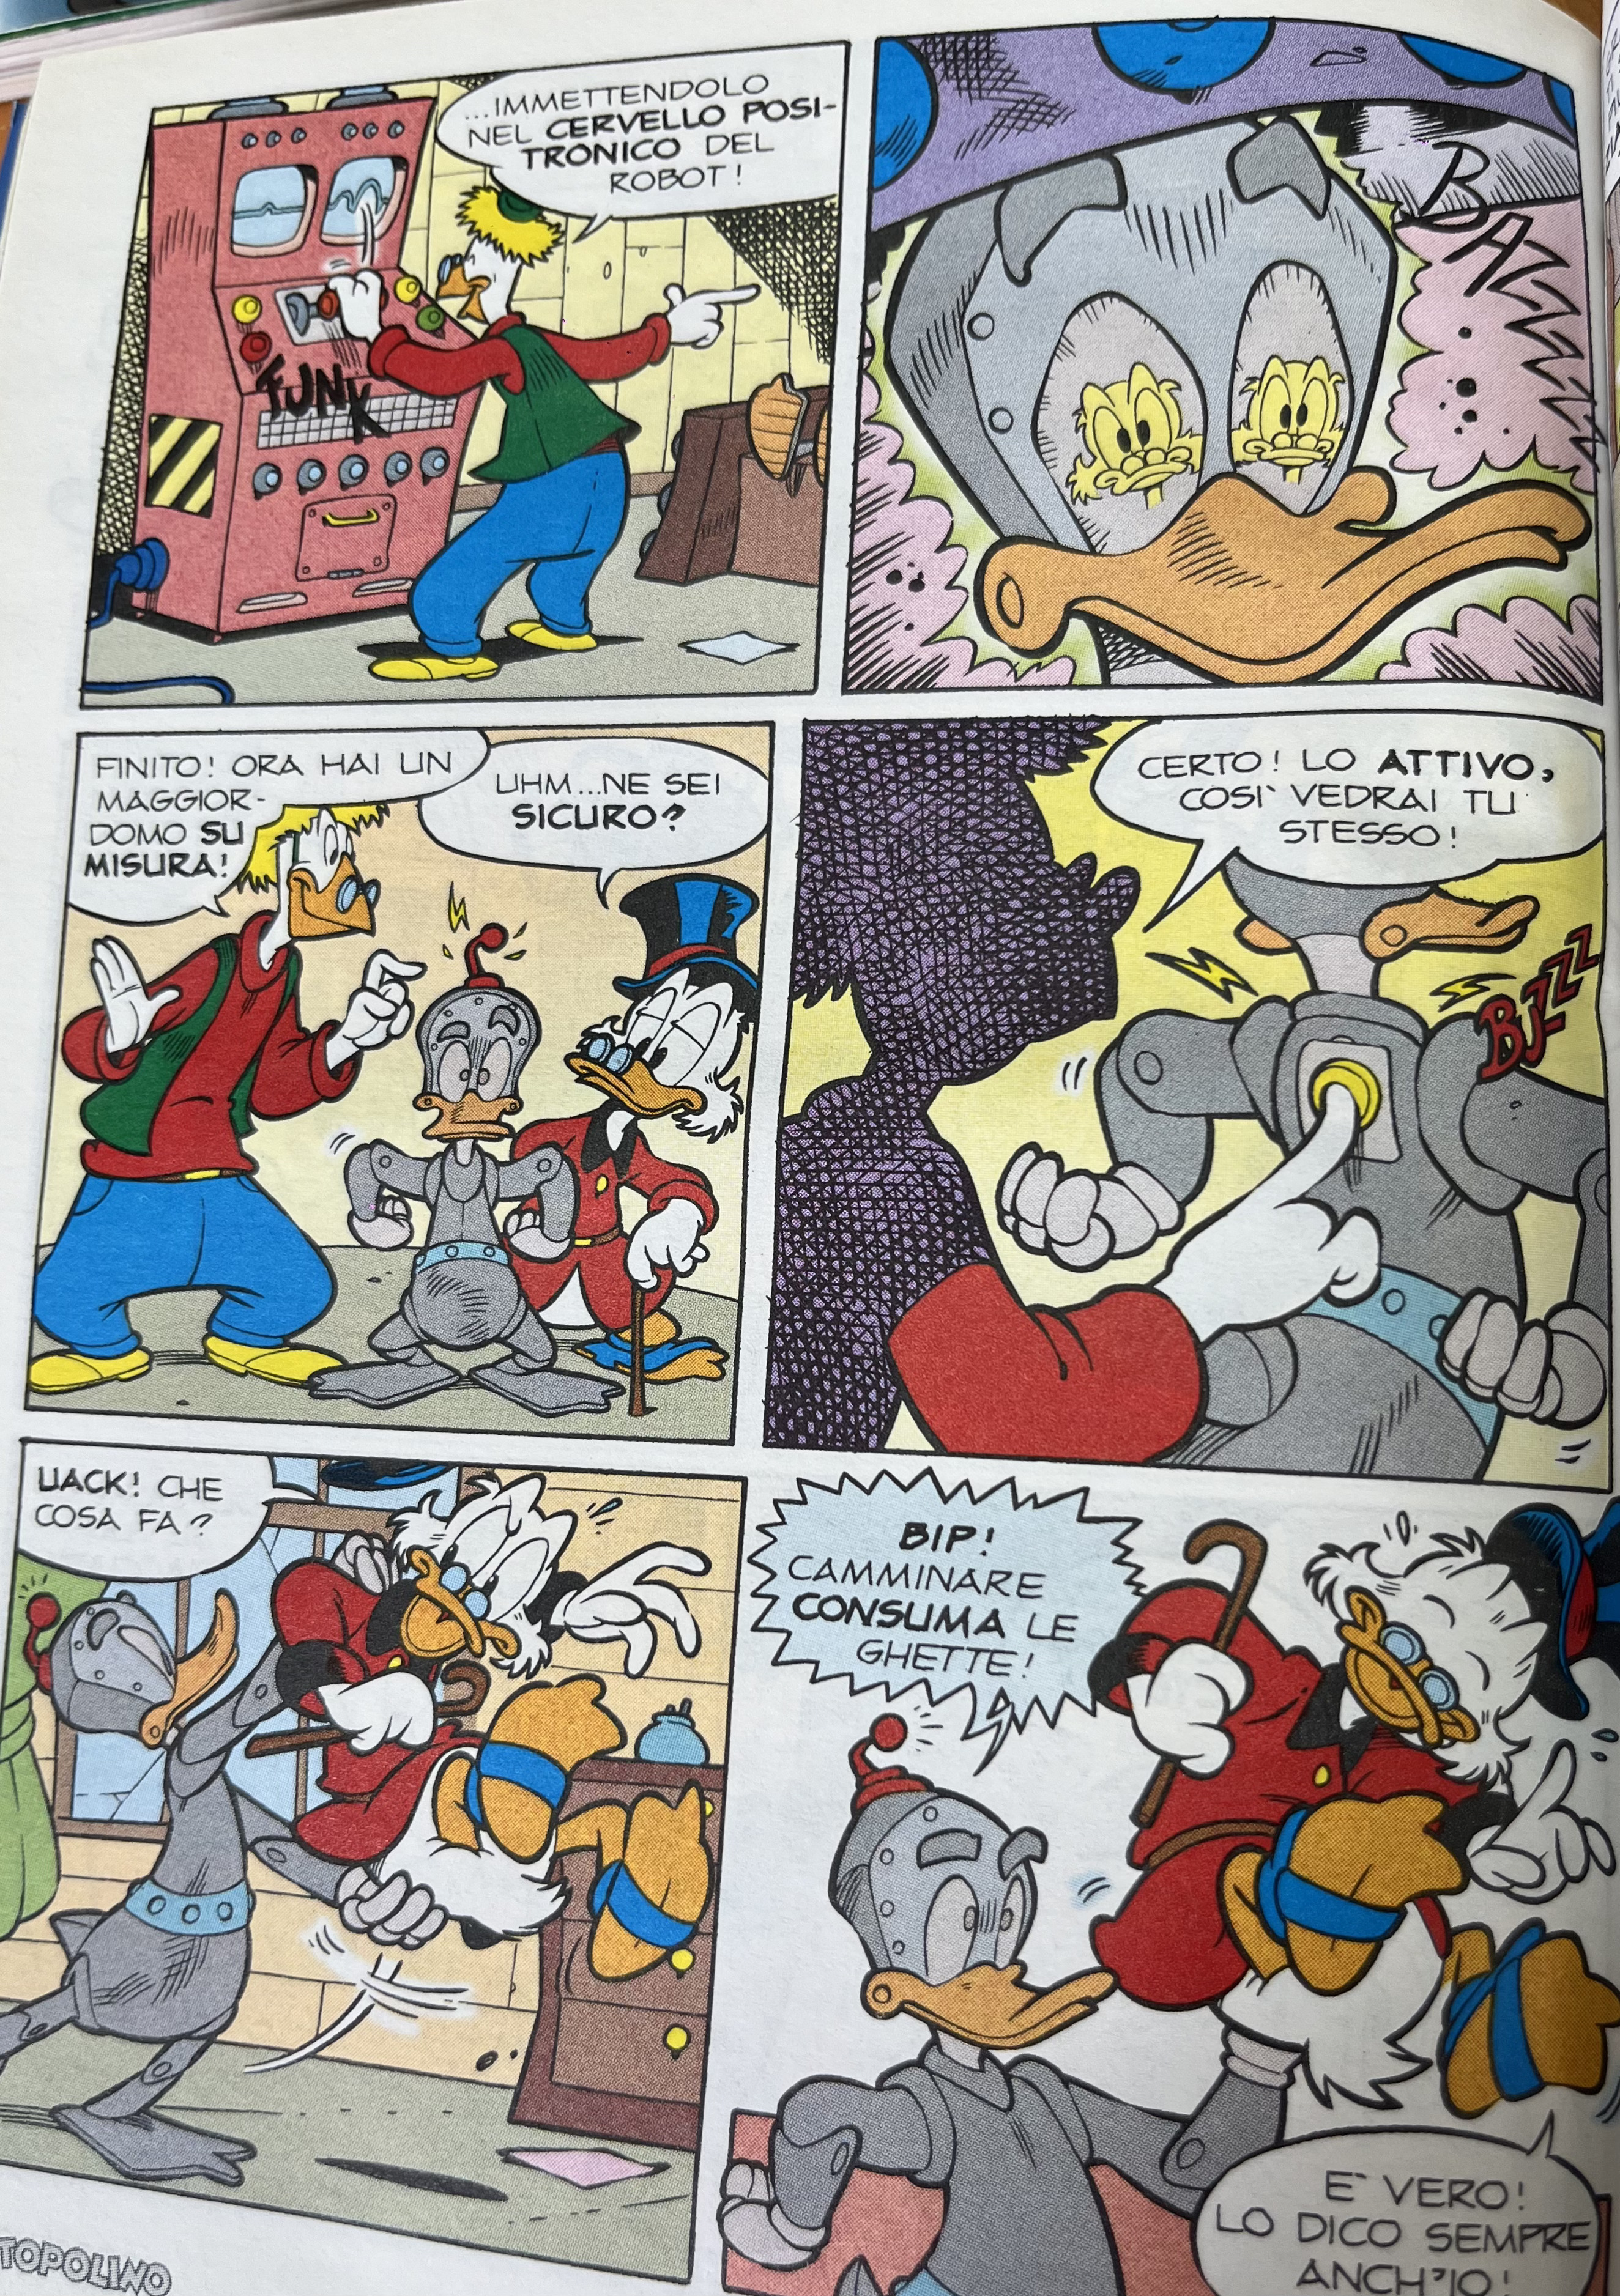 ...IMMETTENDOLO
NEL CERVELLO POSI-
TRONICO DEL
ROBOT!
FUNK
BAZZZZZ
FINITO! ORA HAI UN
MAGGIOR-
DOMO SU
MISURA!
UHM...NE SEI
SICURO?
CERTO! LO ATTIVO,
COSI` VEDRAI TU
STESSO!
BJZZZ
UACK! CHE
COSA FA?
BIP!
CAMMINARE
CONSUMA LE
GHETTE!
E` VERO!
LO DICO SEMPRE
ANCH'IO!
TOPOLINO